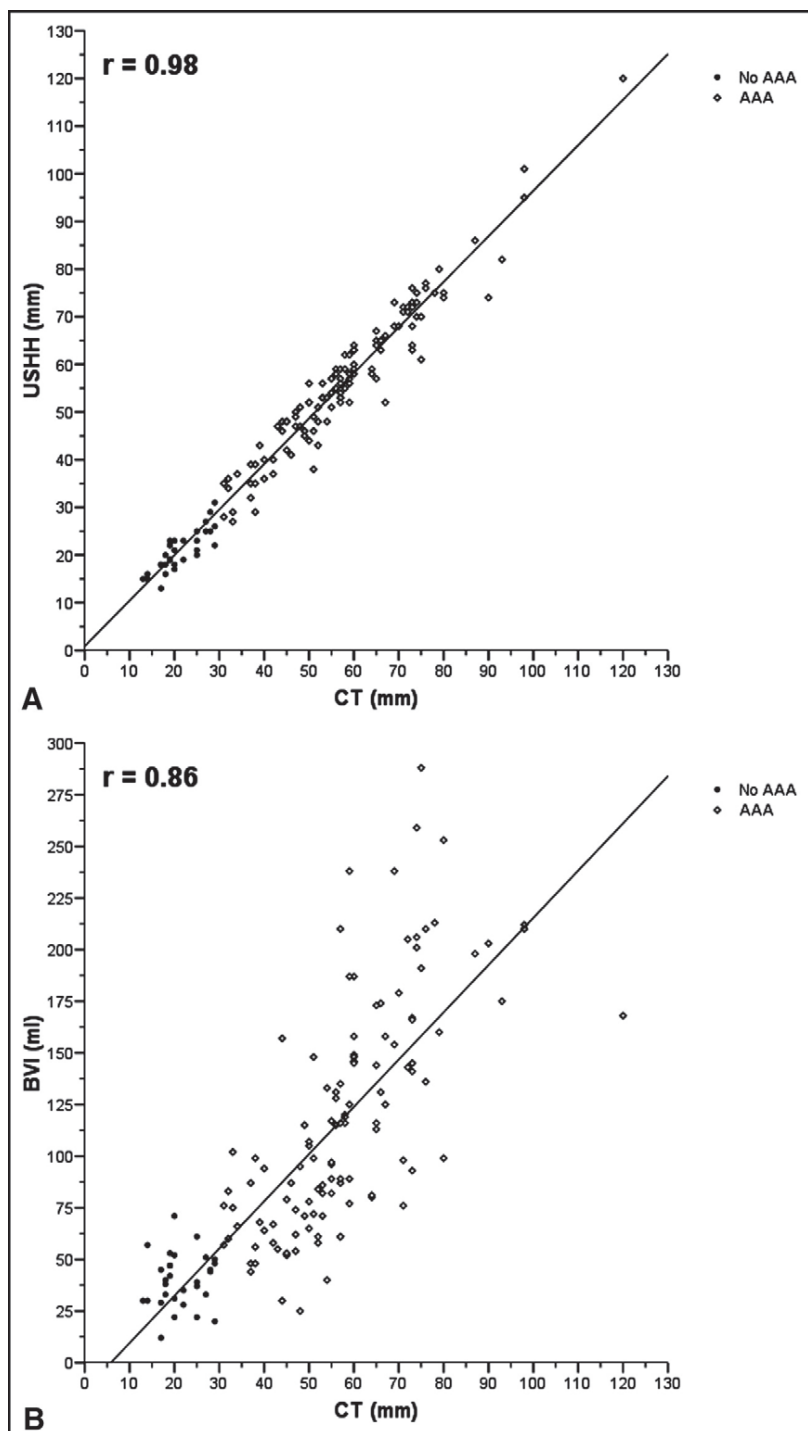 130
120
110
100
90
80
70
60
50
40
30
20
10
0
USHH (mm)
r = 0.98
No AAA
AAA
0 10 20 30 40 50 60 70 80 90 100 110 120 130
CT (mm)
A
300
275
250
225
200
175
150
125
100
75
50
25
0
BVI (ml)
r = 0.86
No AAA
AAA
0 10 20 30 40 50 60 70 80 90 100 110 120 130
CT (mm)
B